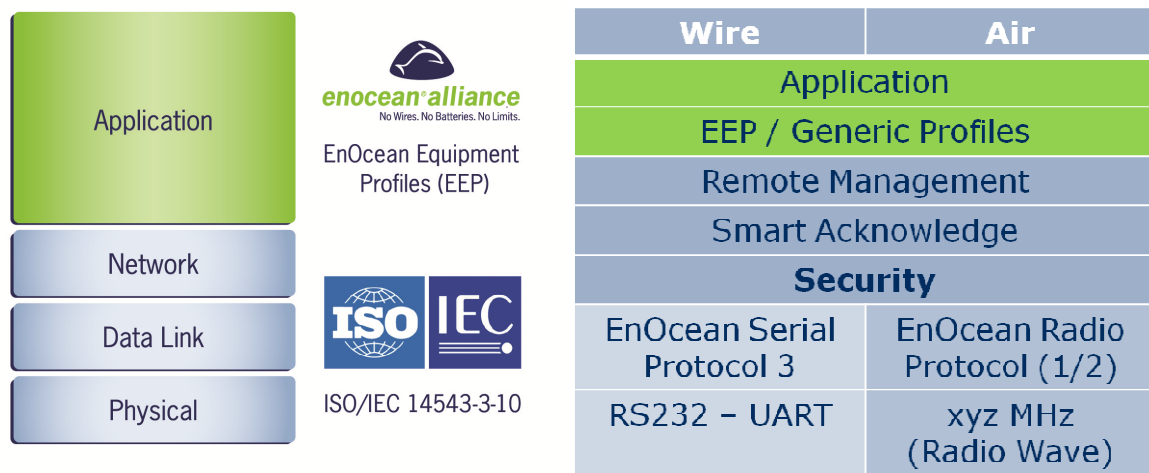 Application
Network
Data Link
Physical
enocean® alliance
No Wires. No Batteries. No Limits.
EnOcean Equipment
Profiles (EEP)
ISO IEC
ISO/IEC 14543-3-10
Wire Air
Application
EEP / Generic Profiles
Remote Management
Smart Acknowledge
Security
EnOcean Serial
Protocol 3
EnOcean Radio
Protocol (1/2)
RS232 – UART
xyz MHz
(Radio Wave)